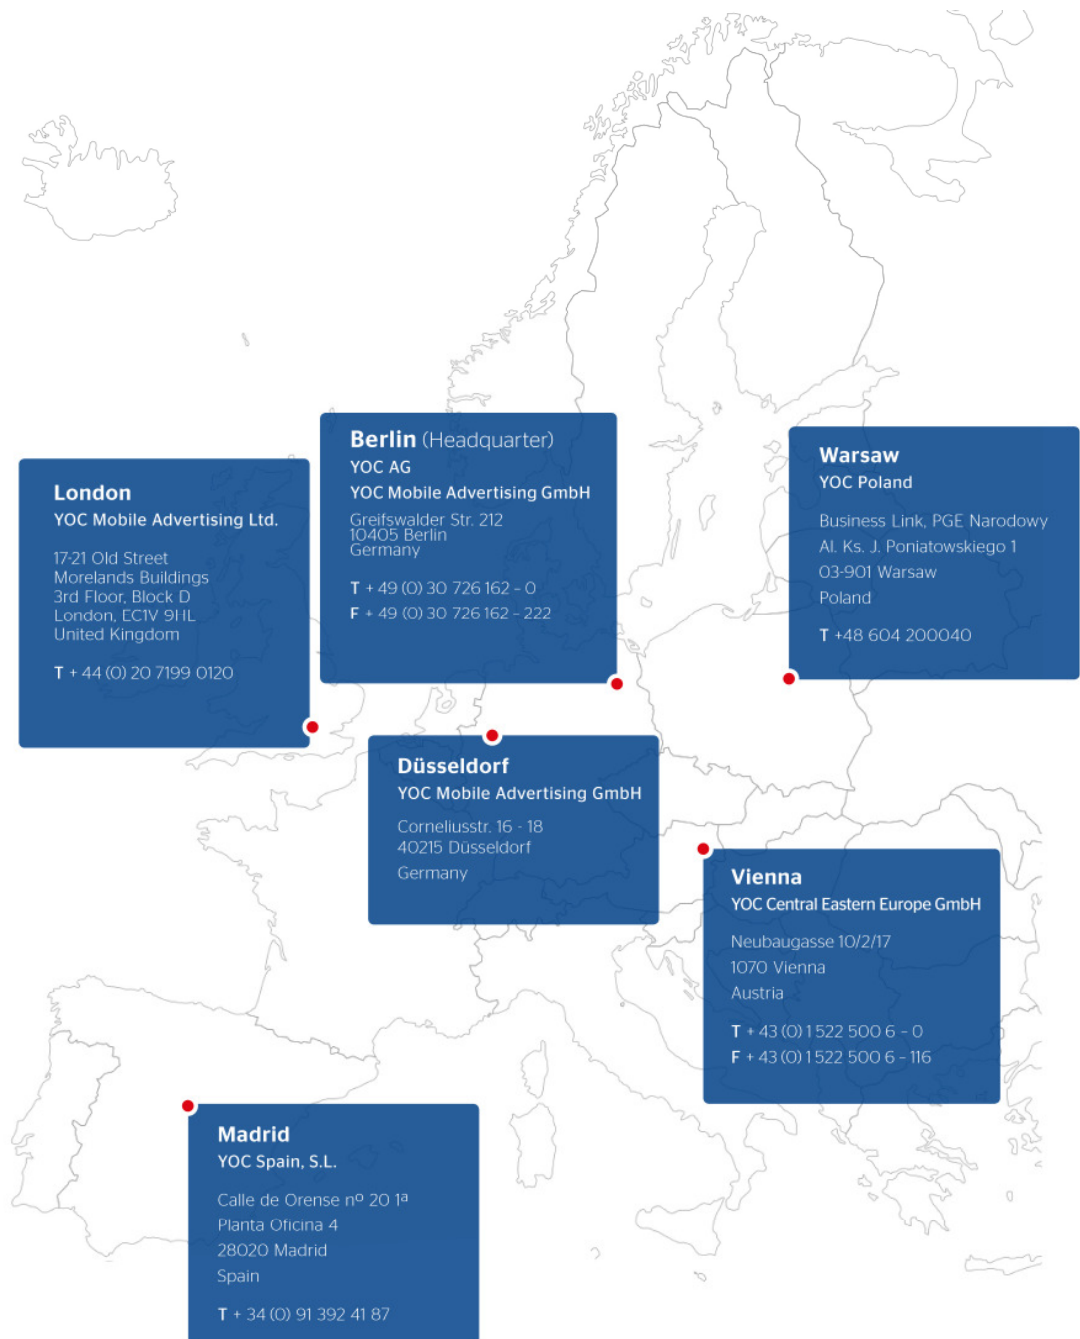 Berlin (Headquarter)
YOC AG
YOC Mobile Advertising GmbH
Greifswalder Str. 212
10405 Berlin
Germany
T + 49 (0) 30 726 162 – 0
F + 49 (0) 30 726 162 – 222
Warsaw
YOC Poland
Business Link, PGE Narodowy
Al. Ks. J. Poniatowskiego 1
03-901 Warsaw
Poland
T +48 604 200040
London
YOC Mobile Advertising Ltd.
17-21 Old Street
Morelands Buildings
3rd Floor, Block D
London, EC1V 9HL
United Kingdom
T + 44 (0) 20 7199 0120
Düsseldorf
YOC Mobile Advertising GmbH
Corneliusstr. 16 - 18
40215 Düsseldorf
Germany
Vienna
YOC Central Eastern Europe GmbH
Neubaugasse 10/2/17
1070 Vienna
Austria
T + 43 (0) 1 522 500 6 – 0
F + 43 (0) 1 522 500 6 – 116
Madrid
YOC Spain, S.L.
Calle de Orense nº 20 1ª
Planta Oficina 4
28020 Madrid
Spain
T + 34 (0) 91 392 41 87